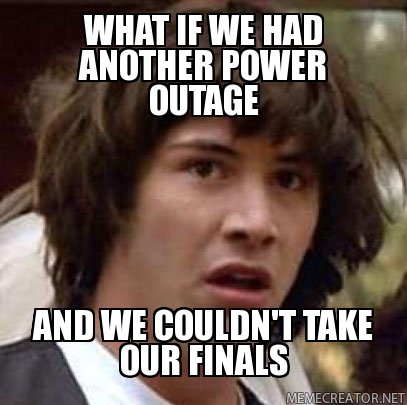 WHAT IF WE HAD
ANOTHER POWER
OUTAGE
AND WE COULDN'T TAKE
OUR FINALS
MEMECREATOR.NET